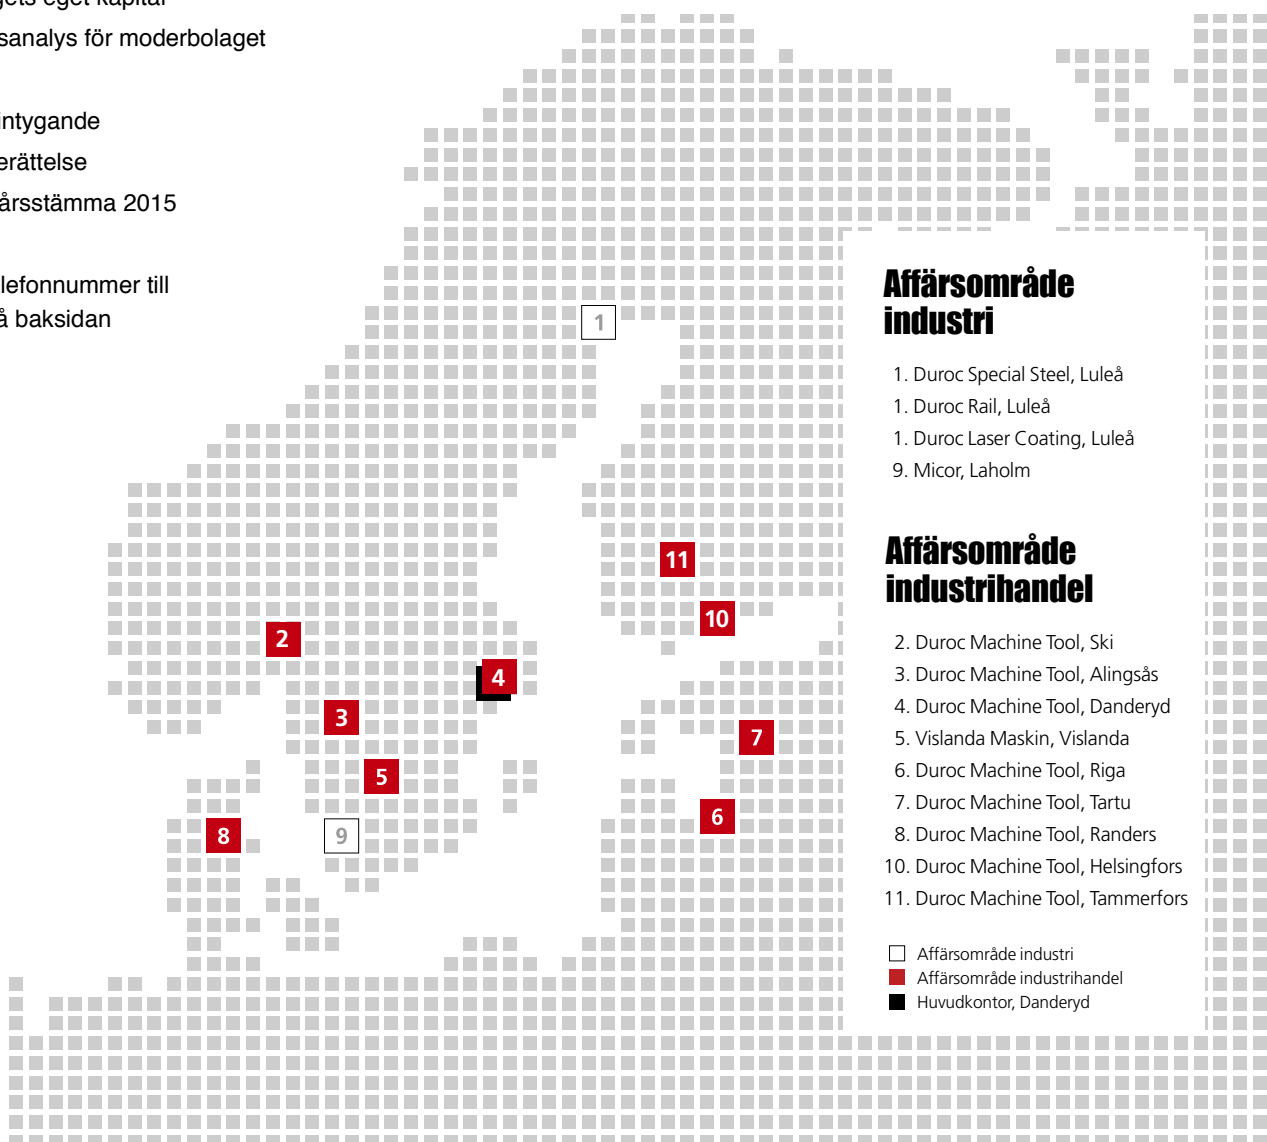 gets eget kapital
sanalys för moderbolaget
intygande
erättelse
årsstämma 2015
lefonnummer till
å baksidan
1
11
10
2
4
3
7
5
6
8
9
Affärsområde
industri
1. Duroc Special Steel, Luleå
1. Duroc Rail, Luleå
1. Duroc Laser Coating, Luleå
9. Micor, Laholm
Affärsområde
industrihandel
2. Duroc Machine Tool, Ski
3. Duroc Machine Tool, Alingsås
4. Duroc Machine Tool, Danderyd
5. Vislanda Maskin, Vislanda
6. Duroc Machine Tool, Riga
7. Duroc Machine Tool, Tartu
8. Duroc Machine Tool, Randers
10. Duroc Machine Tool, Helsingfors
11. Duroc Machine Tool, Tammerfors
Affärsområde industri
Affärsområde industrihandel
Huvudkontor, Danderyd